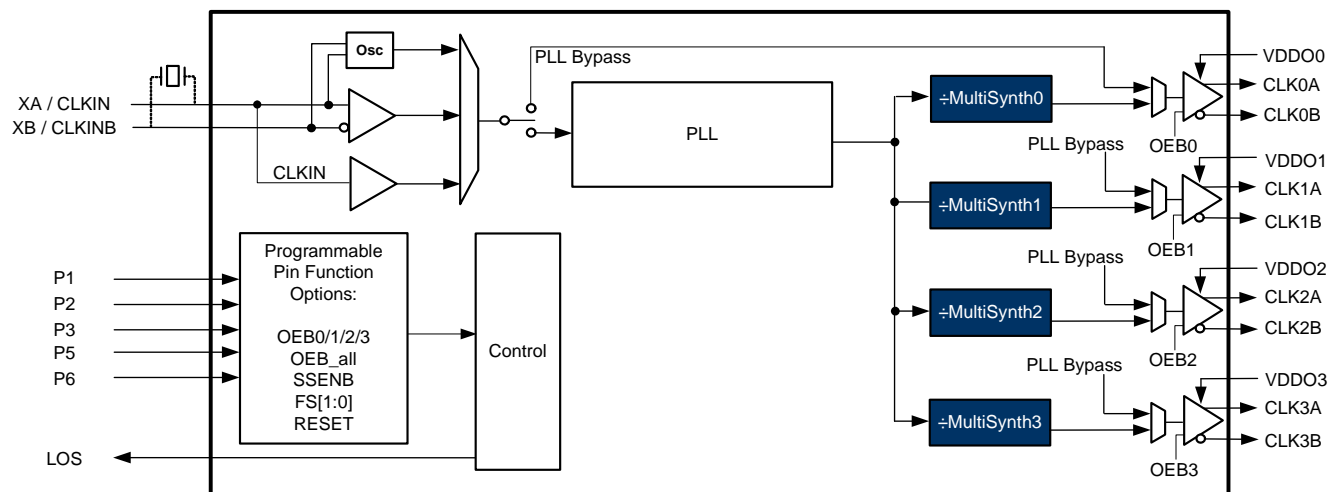 Osc
PLL Bypass
XA / CLKIN
XB / CLKINB
CLKIN
PLL
÷MultiSynth0
÷MultiSynth1
÷MultiSynth2
÷MultiSynth3
VDDO0
CLK0A
CLK0B
OEB0
PLL Bypass
VDDO1
CLK1A
CLK1B
OEB1
PLL Bypass
VDDO2
CLK2A
CLK2B
OEB2
PLL Bypass
VDDO3
CLK3A
CLK3B
OEB3
P1
P2
P3
P5
P6
LOS
Programmable
Pin Function
Options:
OEB0/1/2/3
OEB_all
SSENB
FS[1:0]
RESET
Control